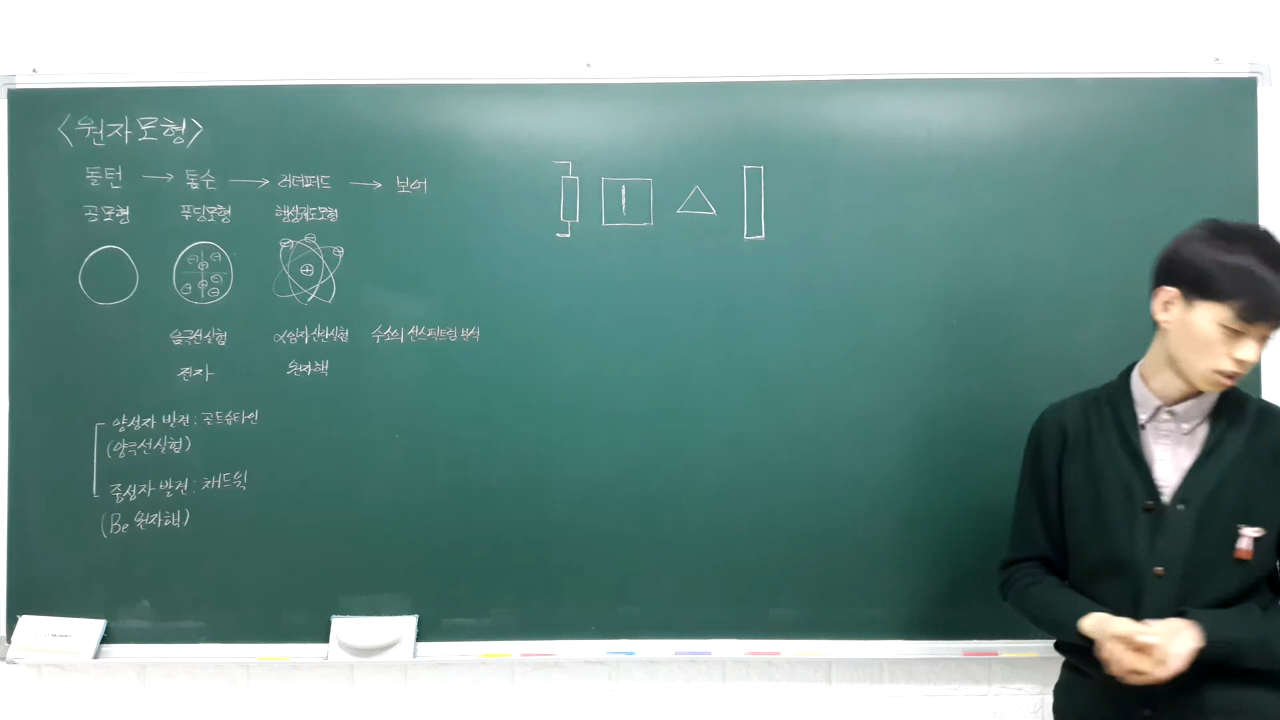 <원자모형>
돌턴 → 톰슨 → 러더퍼드 → 보어
공모형 푸딩모형 행성궤도모형
음극선실험 α입자산란실험 수소의 선스펙트럼 분석
전자 원자핵
양성자 발견: 골트슈타인
(양극선실험)
중성자 발견: 채드윅
(Be 원자핵)